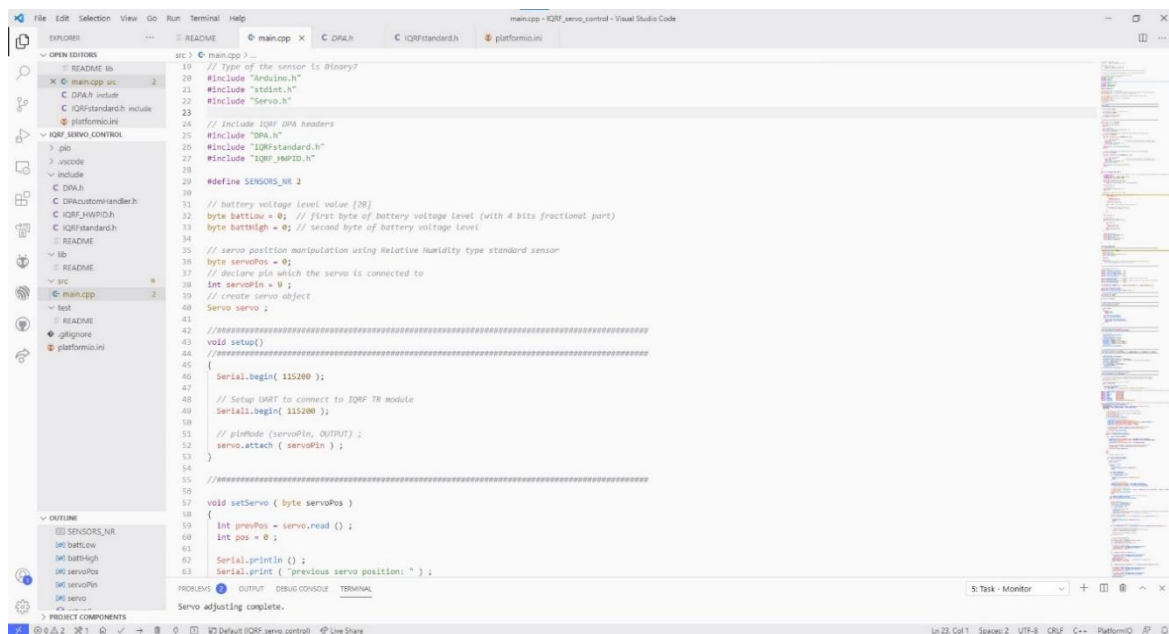 File Edit Selection View Go Run Terminal Help
main.cpp - IQRF_servo_control - Visual Studio Code
EXPLORER
README
main.cpp
DPA.h
IQRFstandard.h
platformio.ini
src > main.cpp > ...
OPEN EDITORS
README lib
main.cpp src 2
DPA.h include
IQRFstandard.h include
platformio.ini
IQRF_SERVO_CONTROL
.pio
.vscode
include
DPA.h
DPAcustomHandler.h
IQRF_HWPID.h
IQRFstandard.h
README
lib
README
src
main.cpp 2
test
README
.gitignore
platformio.ini
OUTLINE
SENSORS_NR
battLow
battHigh
servoPos
servoPin
servo
PROJECT COMPONENTS
19 // Type of the sensor is Binary7
20 #include "Arduino.h"
21 #include "stdint.h"
22 #include "Servo.h"
23
24 // Include IQRF DPA headers
25 #include "DPA.h"
26 #include "IQRFstandard.h"
27 #include "IQRF_HWPID.h"
28
29 #define SENSORS_NR 2
30
31 // battery voltage level value [2B]
32 byte battLow = 0; // first byte of battery voltage level (with 4 bits fractional part)
33 byte battHigh = 0; // second byte of battery voltage level
34
35 // servo position manipulation using Relative Humidity type standard sensor
36 byte servoPos = 0;
37 // declare pin which the servo is connected to
38 int servoPin = 9 ;
39 // create servo object
40 Servo servo ;
41
42 //###################################################################################
43 void setup()
44 //###################################################################################
45 {
46 Serial.begin( 115200 );
47
48 // Setup UART to connect to IQRF TR module
49 Serial1.begin( 115200 );
50
51 // pinMode (servoPin, OUTPUT) ;
52 servo.attach ( servoPin ) ;
53 }
54
55 //###################################################################################
56
57 void setServo ( byte servoPos )
58 {
59 int prevPos = servo.read () ;
60 int pos = 0 ;
61
62 Serial.println () ;
63 Serial.print ( "previous servo position: " ) ;
PROBLEMS 2 OUTPUT DEBUG CONSOLE TERMINAL
5: Task - Monitor
Servo adjusting complete.
0 2 1 Default (IQRF_servo_control) Live Share
Ln 23, Col 1 Spaces: 2 UTF-8 CRLF C++ PlatformIO